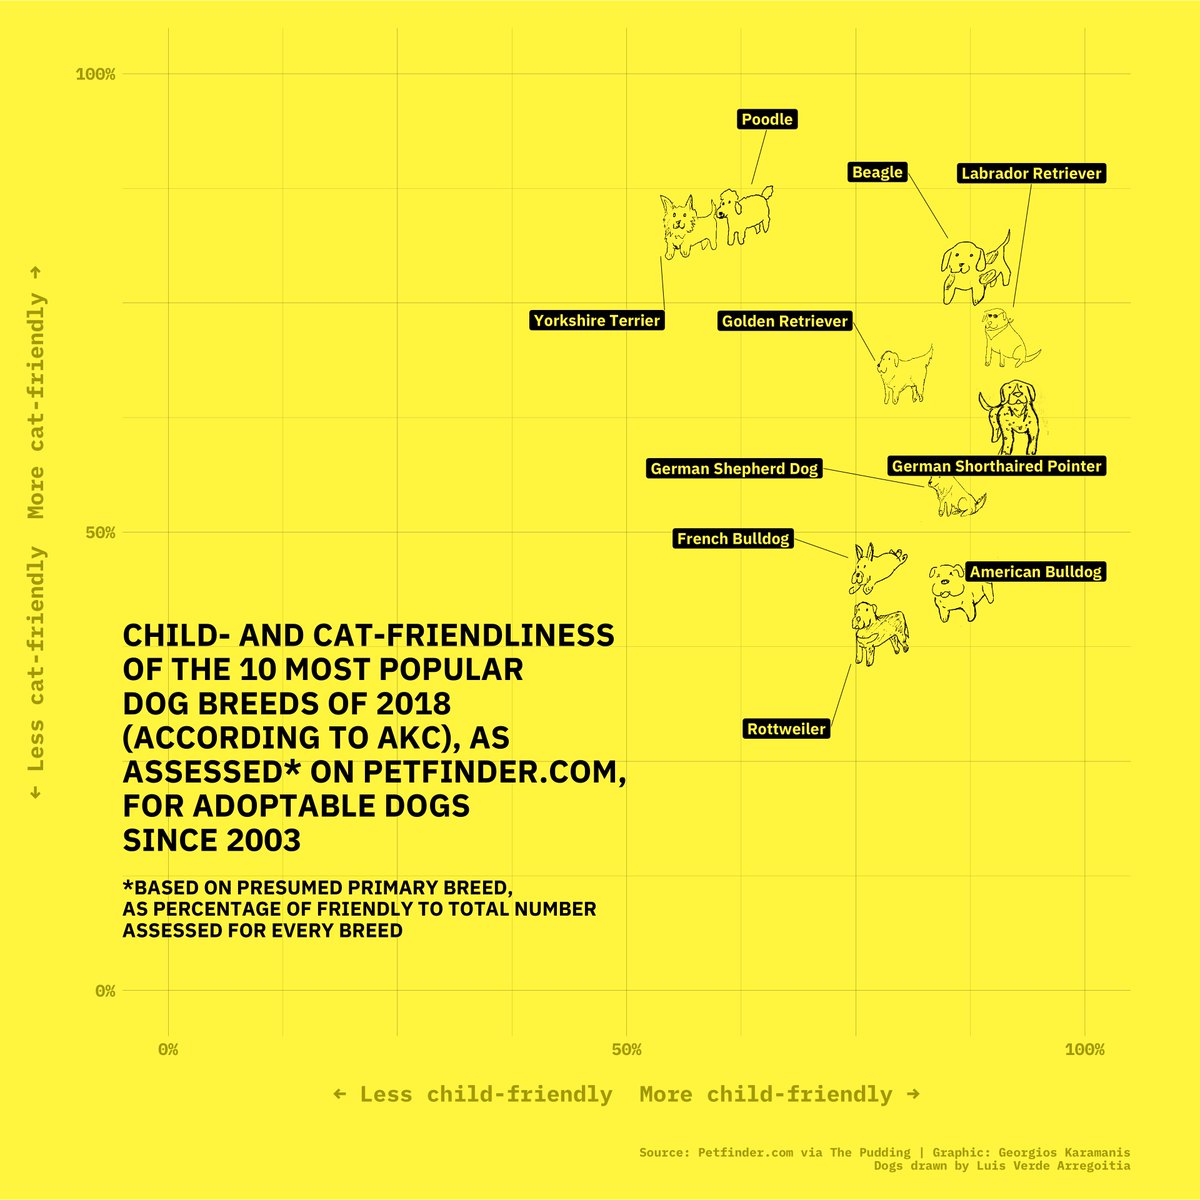 100%
Poodle
Beagle
Labrador Retriever
Yorkshire Terrier
Golden Retriever
German Shepherd Dog
German Shorthaired Pointer
50%
French Bulldog
American Bulldog
Rottweiler
← Less cat-friendly  More cat-friendly →
CHILD- AND CAT-FRIENDLINESS
OF THE 10 MOST POPULAR
DOG BREEDS OF 2018
(ACCORDING TO AKC), AS
ASSESSED* ON PETFINDER.COM,
FOR ADOPTABLE DOGS
SINCE 2003
*BASED ON PRESUMED PRIMARY BREED,
AS PERCENTAGE OF FRIENDLY TO TOTAL NUMBER
ASSESSED FOR EVERY BREED
0%
0% 50% 100%
← Less child-friendly  More child-friendly →
Source: Petfinder.com via The Pudding | Graphic: Georgios Karamanis
Dogs drawn by Luis Verde Arregoitia